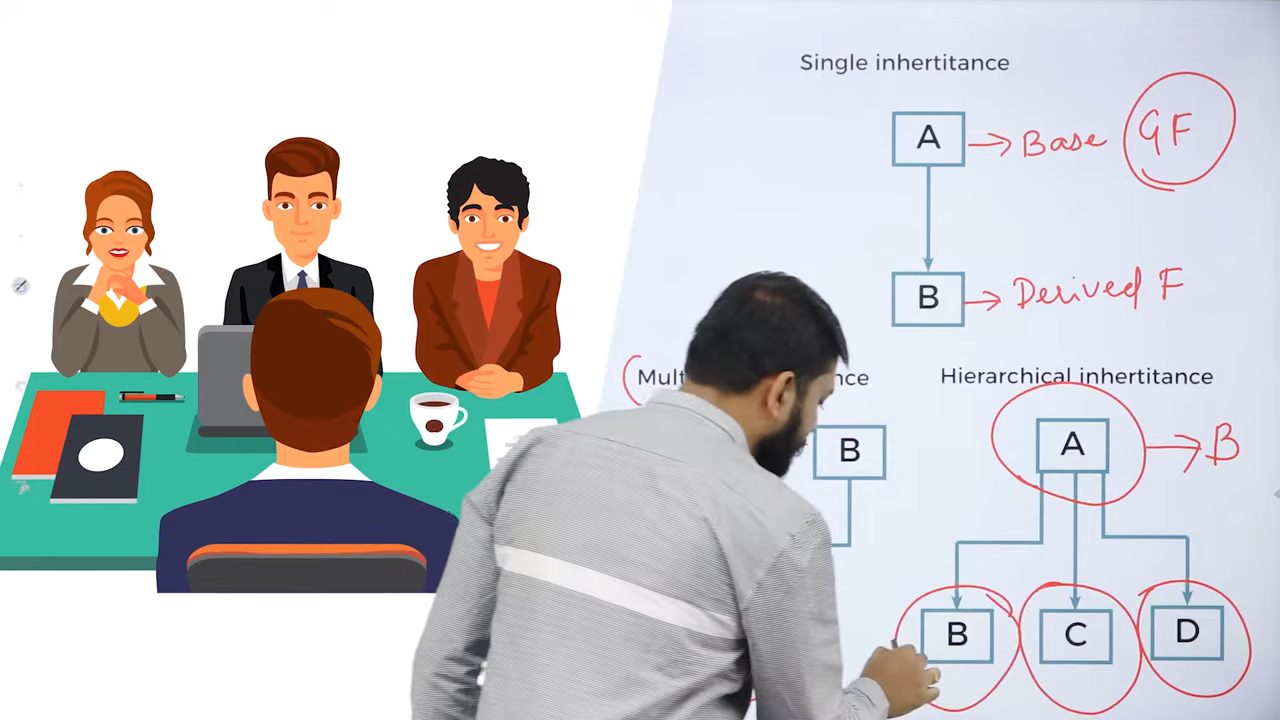 Single inhertitance
A → Base GF
B → Derived F
Hierarchical inhertitance
B
A → B
B
C
D